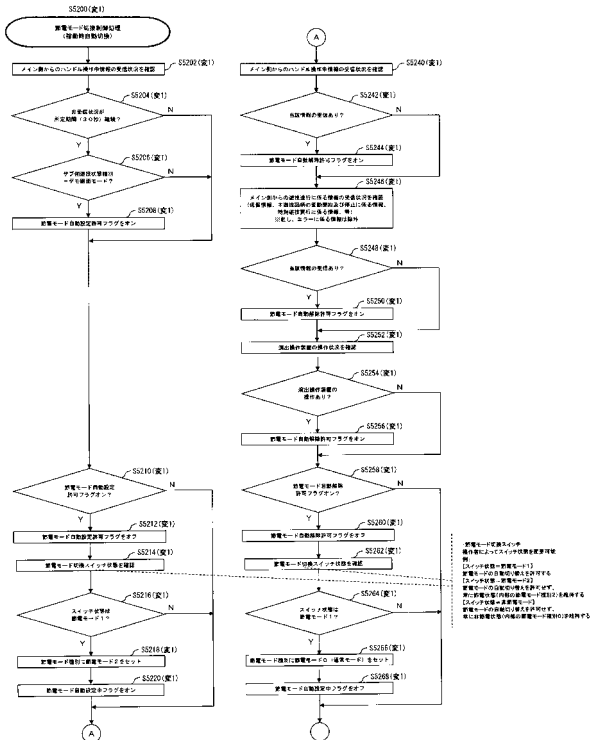 S5200(変1)
節電モード処理制御処理
(稼動時自動切換)
S5202(変1)
メイン側からのハンドル操作中情報の受信状況を確認
S5204(変1)
非受信状況が
所定期間(30秒)継続?
N
Y
S5206(変1)
サブ側遊技状態種別
=デモ画面モード?
N
Y
S5208(変1)
節電モード自動設定許可フラグをオン
S5210(変1)
節電モード自動設定
許可フラグオン?
N
Y
S5212(変1)
節電モード自動設定許可フラグをオフ
S5214(変1)
節電モード切換スイッチ状態を確認
S5216(変1)
スイッチ状態は
節電モード1?
N
Y
S5218(変1)
節電モード種別に節電モード2をセット
S5220(変1)
節電モード自動設定中フラグをオン
A
A
S5240(変1)
メイン側からのハンドル操作中情報の受信状況を確認
S5242(変1)
当該情報の受信あり?
N
Y
S5244(変1)
節電モード自動解除許可フラグをオン
S5246(変1)
メイン側からの遊技進行に係る情報の受信状況を確認
特別遊技実行に係る情報、等)
※但し、エラーに係る情報は除外
S5248(変1)
当該情報の受信あり?
N
Y
S5250(変1)
節電モード自動解除許可フラグをオン
S5252(変1)
演出操作装置の操作状況を確認
S5254(変1)
演出操作装置の
操作あり?
N
Y
S5256(変1)
節電モード自動解除許可フラグをオン
S5258(変1)
節電モード自動解除
許可フラグオン?
N
Y
S5260(変1)
節電モード自動解除許可フラグをオフ
S5262(変1)
節電モード切換スイッチ状態を確認
S5264(変1)
スイッチ状態は
節電モード1?
N
Y
S5266(変1)
節電モード種別に節電モード0(通常モード)をセット
S5268(変1)
節電モード自動設定中フラグをオフ
節電モード切換スイッチ
操作者によってスイッチ状態を変更可能
例:
[スイッチ状態=節電モード1]
節電モードの自動切り替えを許可する
[スイッチ状態=節電モード2]
節電モードの自動切り替えを許可せず、
常に節電状態(内部の節電モード種別2)を維持する
[スイッチ状態=非節電モード]
節電モードの自動切り替えを許可せず、
常に非節電状態(内部の節電モード種別0)を維持する